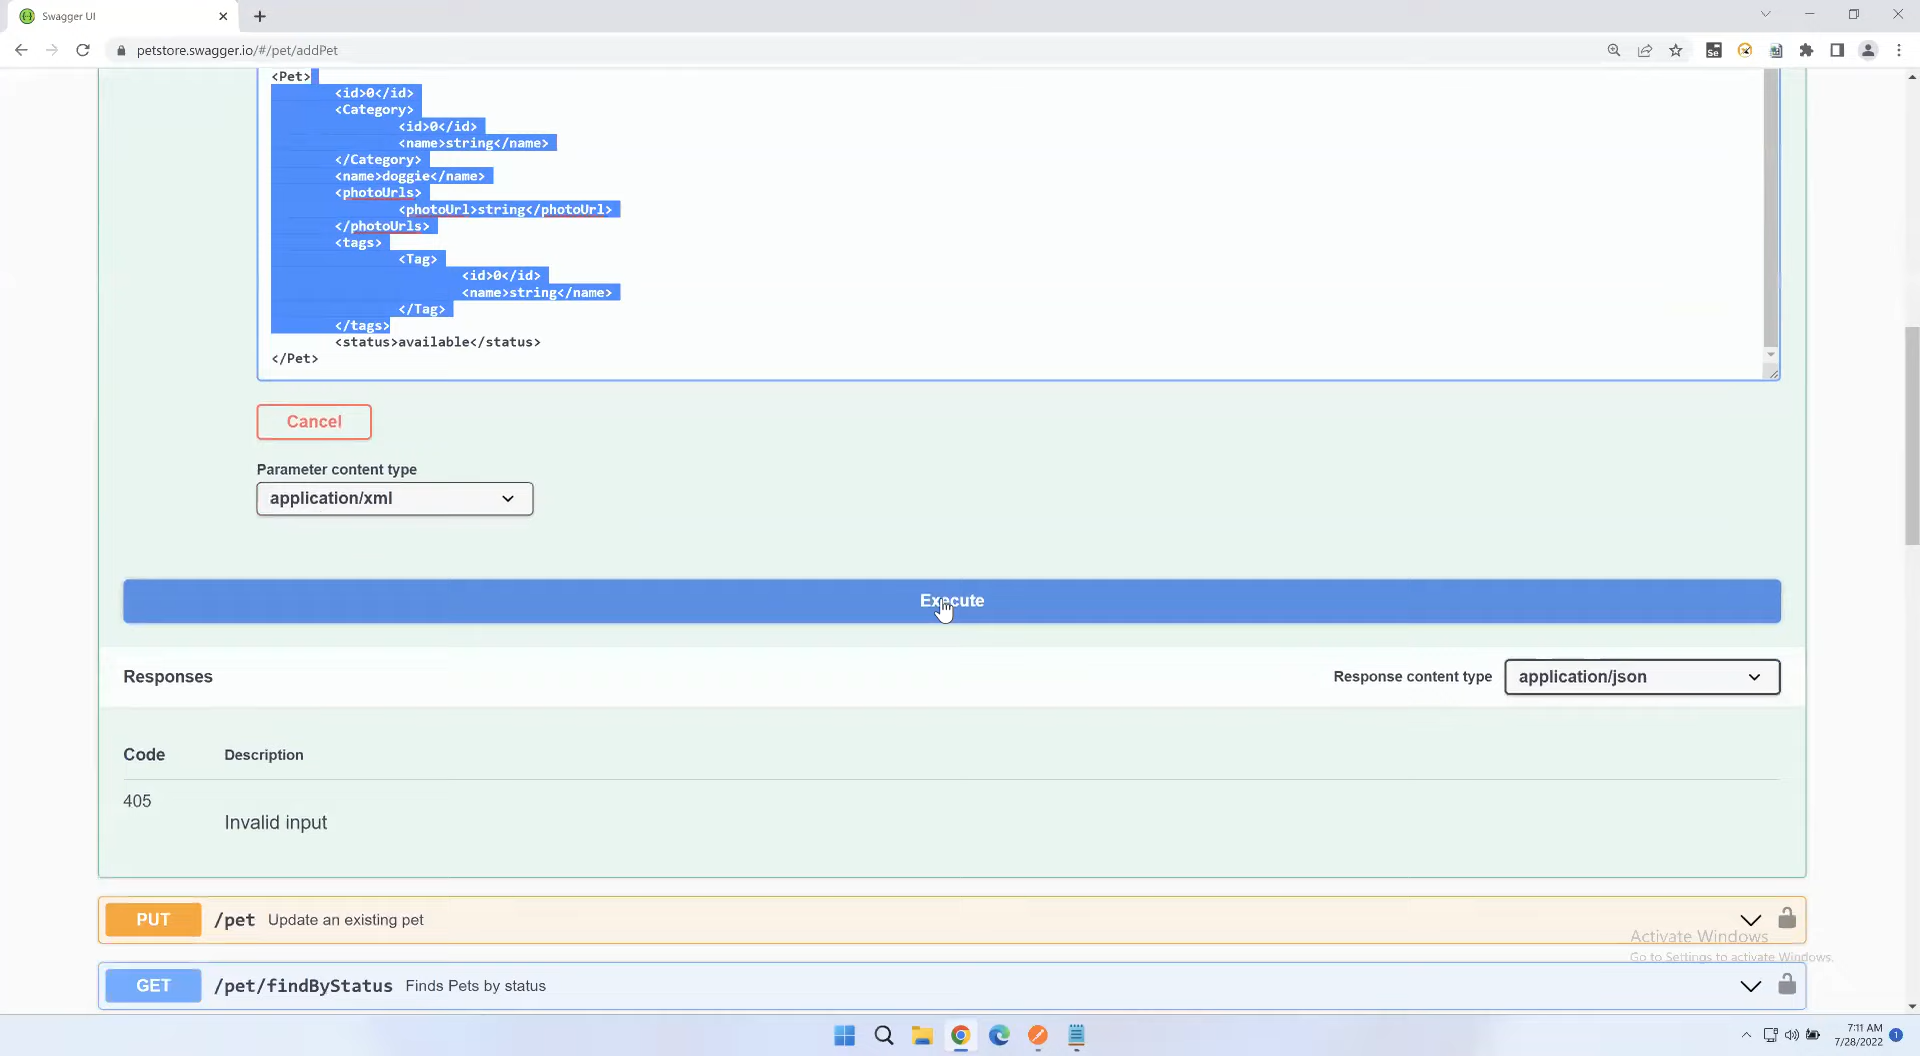 Swagger UI
petstore.swagger.io/#/pet/addPet
<Pet>
<id>0</id>
<Category>
<id>0</id>
<name>string</name>
</Category>
<name>doggie</name>
<photoUrls>
<photoUrl>string</photoUrl>
</photoUrls>
<tags>
<Tag>
<id>0</id>
<name>string</name>
</Tag>
</tags>
<status>available</status>
</Pet>
Cancel
Parameter content type
application/xml
Execute
Responses Response content type application/json
Code Description
405
Invalid input
PUT /pet Update an existing pet
Activate Windows
Go to Settings to activate Windows.
GET /pet/findByStatus Finds Pets by status
7:11 AM
7/28/2022 1